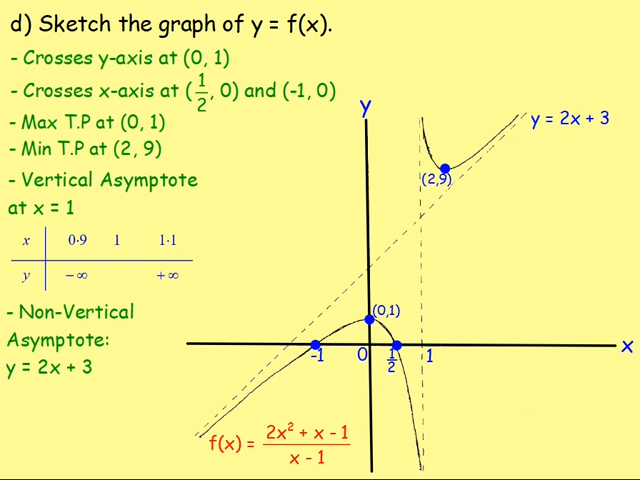 d) Sketch the graph of y = f(x).
- Crosses y-axis at (0, 1)
- Crosses x-axis at (1/2, 0) and (-1, 0)
- Max T.P at (0, 1)
- Min T.P at (2, 9)
- Vertical Asymptote
at x = 1
x 0·9 1 1·1
y −∞ +∞
- Non-Vertical
Asymptote:
y = 2x + 3
y
y = 2x + 3
(2,9)
(0,1)
x
-1 0 1/2 1
f(x) = (2x² + x - 1)/(x - 1)